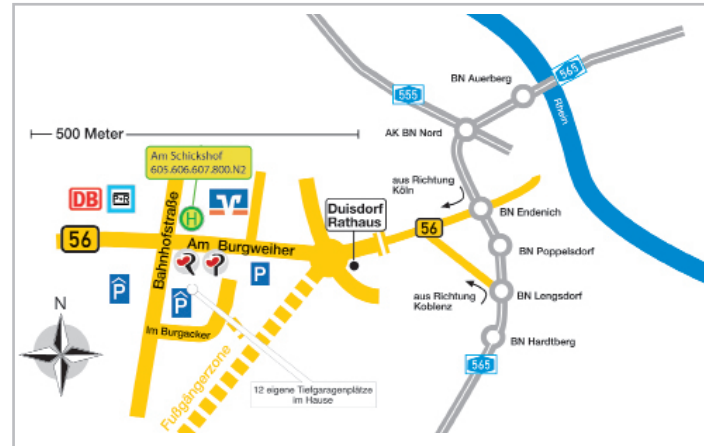 565
BN Auerberg
555
Rhein
AK BN Nord
500 Meter
Am Schickshof
605.606.607.800.N2
aus Richtung
Köln
DB
P+R
H
Bahnhofstraße
Duisdorf
Rathaus
BN Endenich
56
56
Am Burgweiher
BN Poppelsdorf
P
P
P
aus Richtung
Koblenz
BN Lengsdorf
N
Im Burgacker
BN Hardtberg
565
Fußgängerzone
12 eigene Tiefgaragenplätze
im Hause